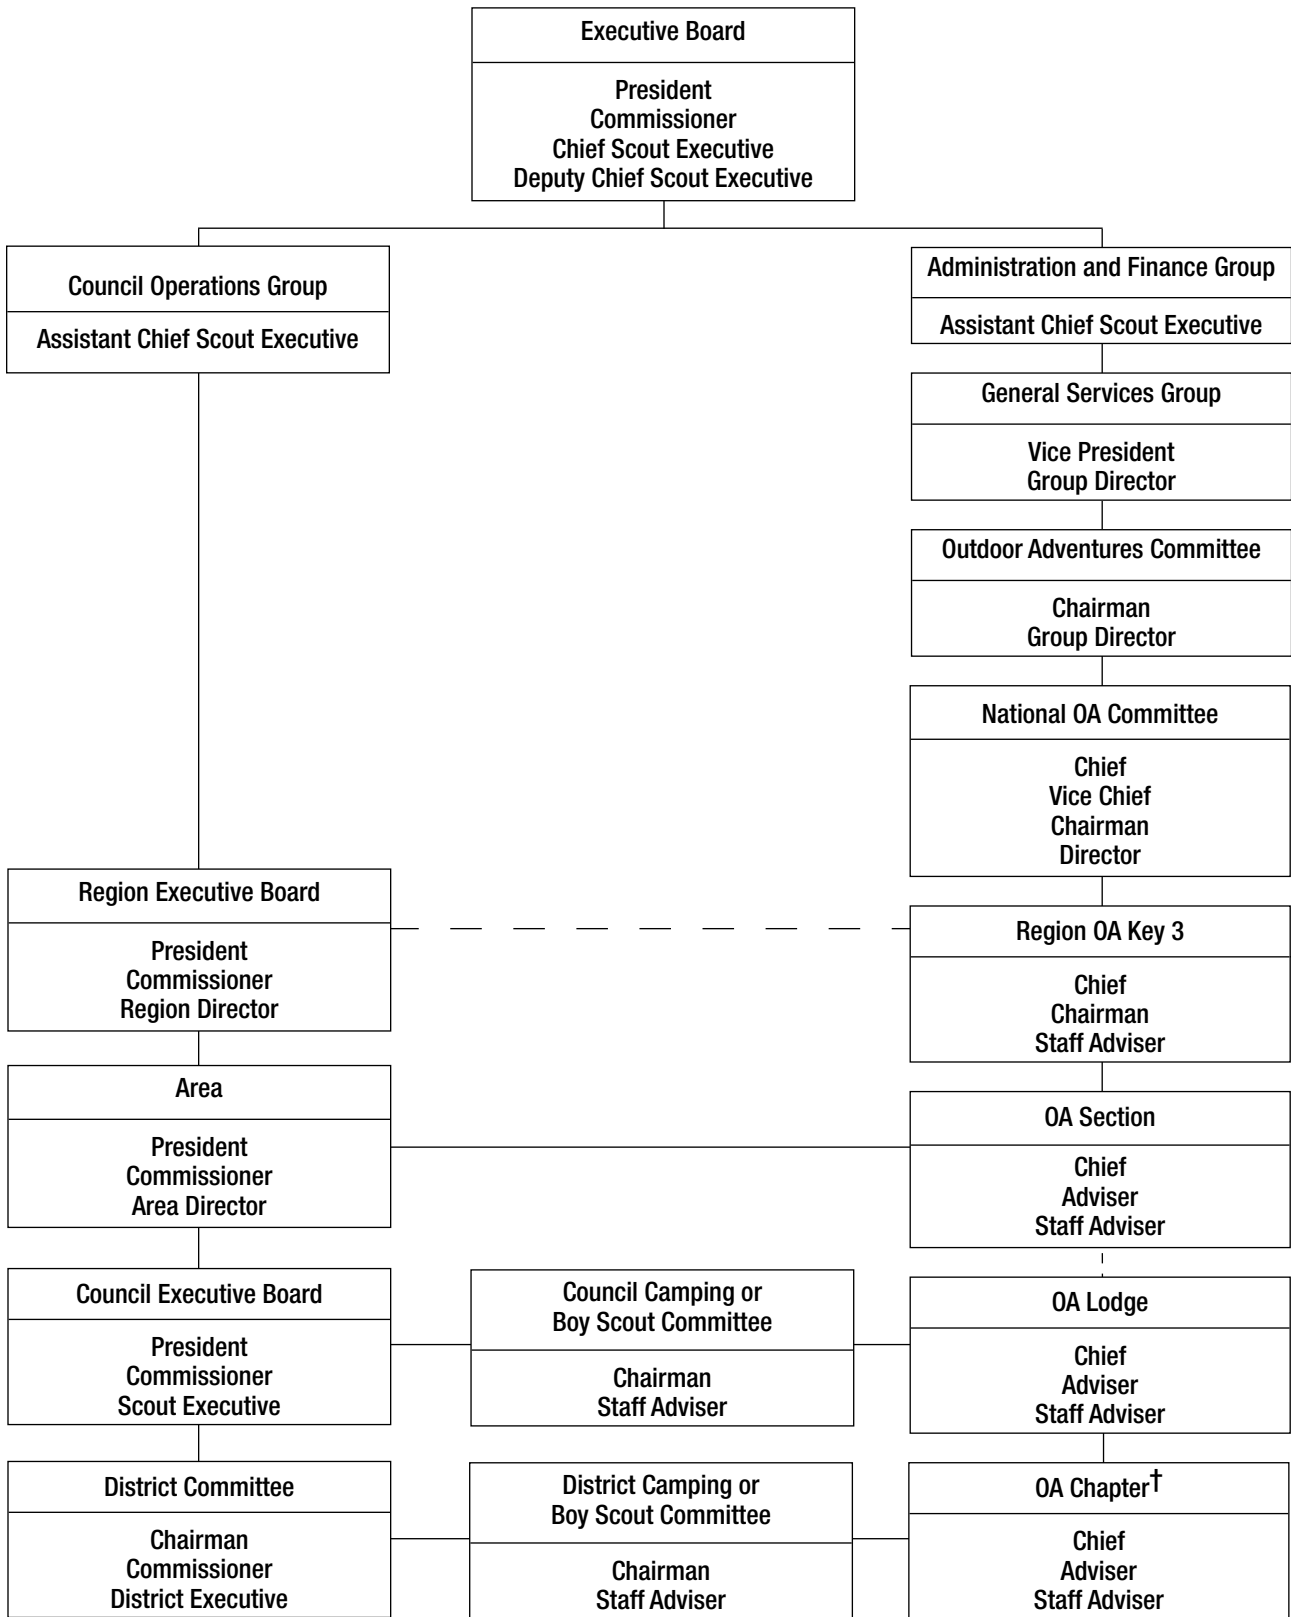 Executive Board
President
Commissioner
Chief Scout Executive
Deputy Chief Scout Executive
Council Operations Group
Assistant Chief Scout Executive
Administration and Finance Group
Assistant Chief Scout Executive
General Services Group
Vice President
Group Director
Outdoor Adventures Committee
Chairman
Group Director
National OA Committee
Chief
Vice Chief
Chairman
Director
Region Executive Board
President
Commissioner
Region Director
Region OA Key 3
Chief
Chairman
Staff Adviser
Area
President
Commissioner
Area Director
OA Section
Chief
Adviser
Staff Adviser
Council Executive Board
President
Commissioner
Scout Executive
Council Camping or
Boy Scout Committee
Chairman
Staff Adviser
OA Lodge
Chief
Adviser
Staff Adviser
District Committee
Chairman
Commissioner
District Executive
District Camping or
Boy Scout Committee
Chairman
Staff Adviser
OA Chapter†
Chief
Adviser
Staff Adviser